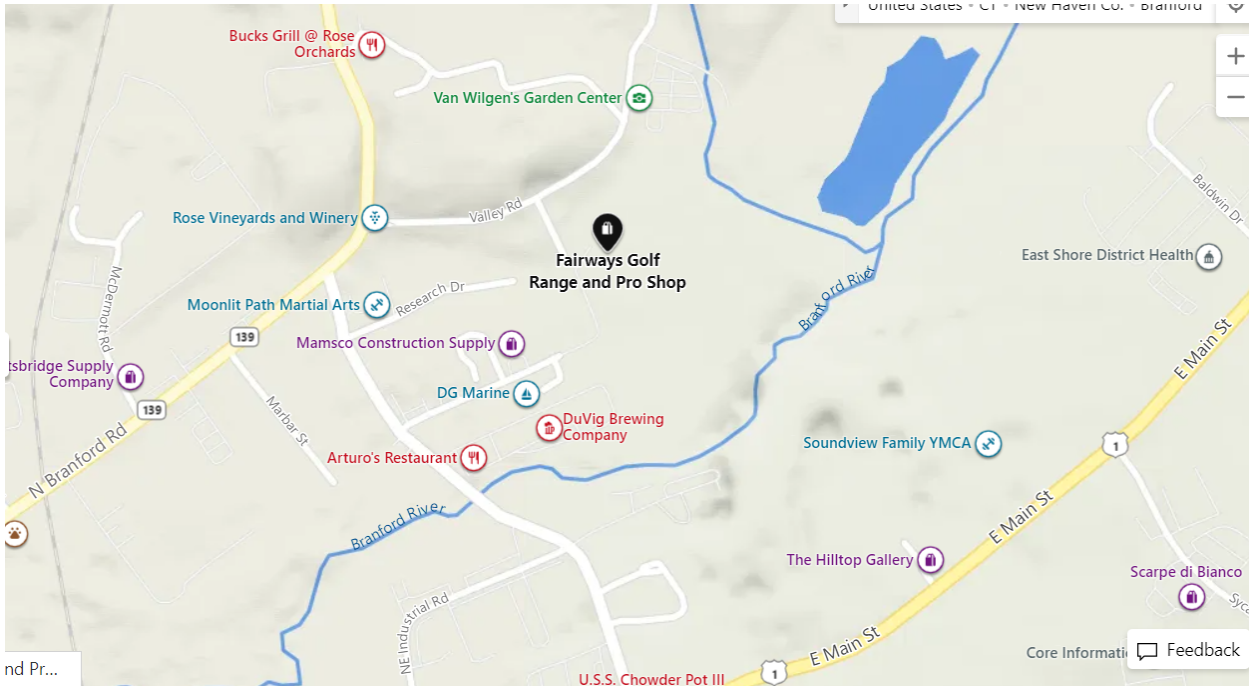 United States • CT • New Haven Co. • Branford
Bucks Grill @ Rose
Orchards
Van Wilgen's Garden Center
Baldwin Dr
Rose Vineyards and Winery
Valley Rd
Fairways Golf
Range and Pro Shop
East Shore District Health
McDermott Rd
Moonlit Path Martial Arts
Research Dr
Branford River
139
Mamsco Construction Supply
E Main St
tsbridge Supply
Company
139
DG Marine
Marbar St
DuVig Brewing
Company
Soundview Family YMCA
1
Arturo's Restaurant
N Branford Rd
Branford River
E Main St
The Hilltop Gallery
Scarpe di Bianco
NE Industrial Rd
Syca
E Main St
Core Informati
Feedback
nd Pr...
U.S.S. Chowder Pot III
1